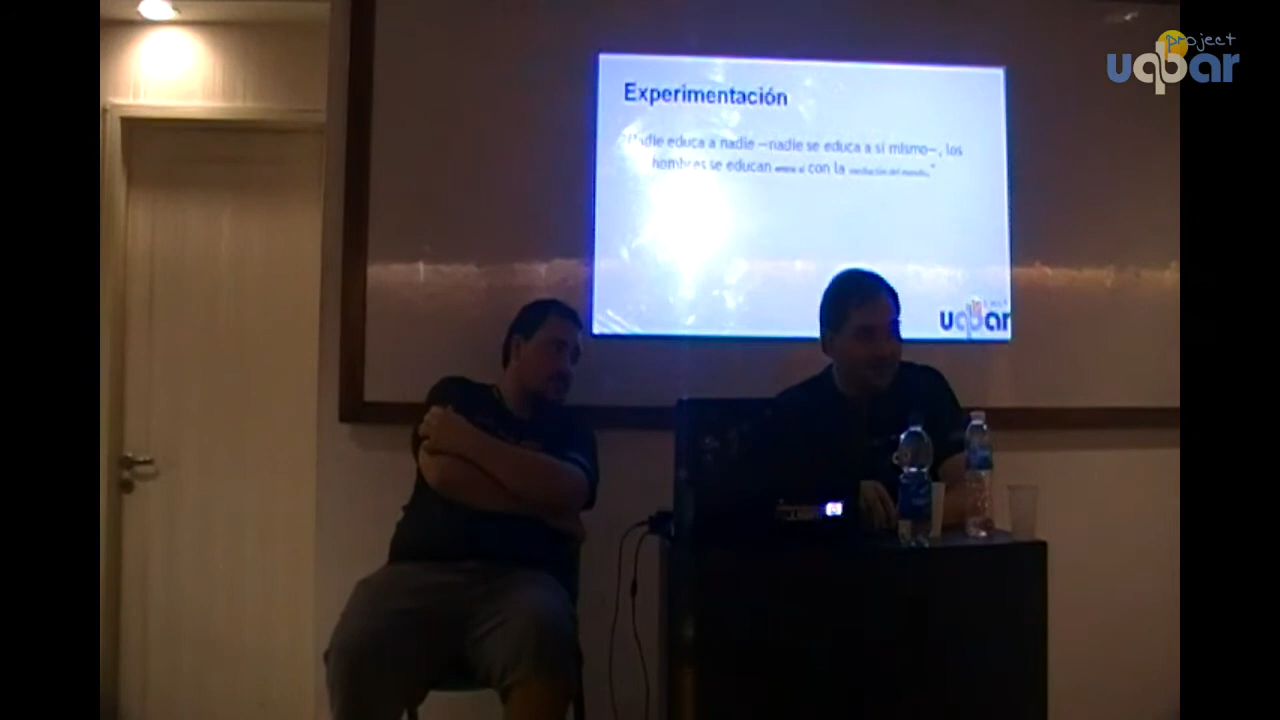 project
uqbar
Experimentación
"Nadie educa a nadie —nadie se educa a sí mismo—, los
hombres se educan entre sí con la mediación del mundo."
uqbar